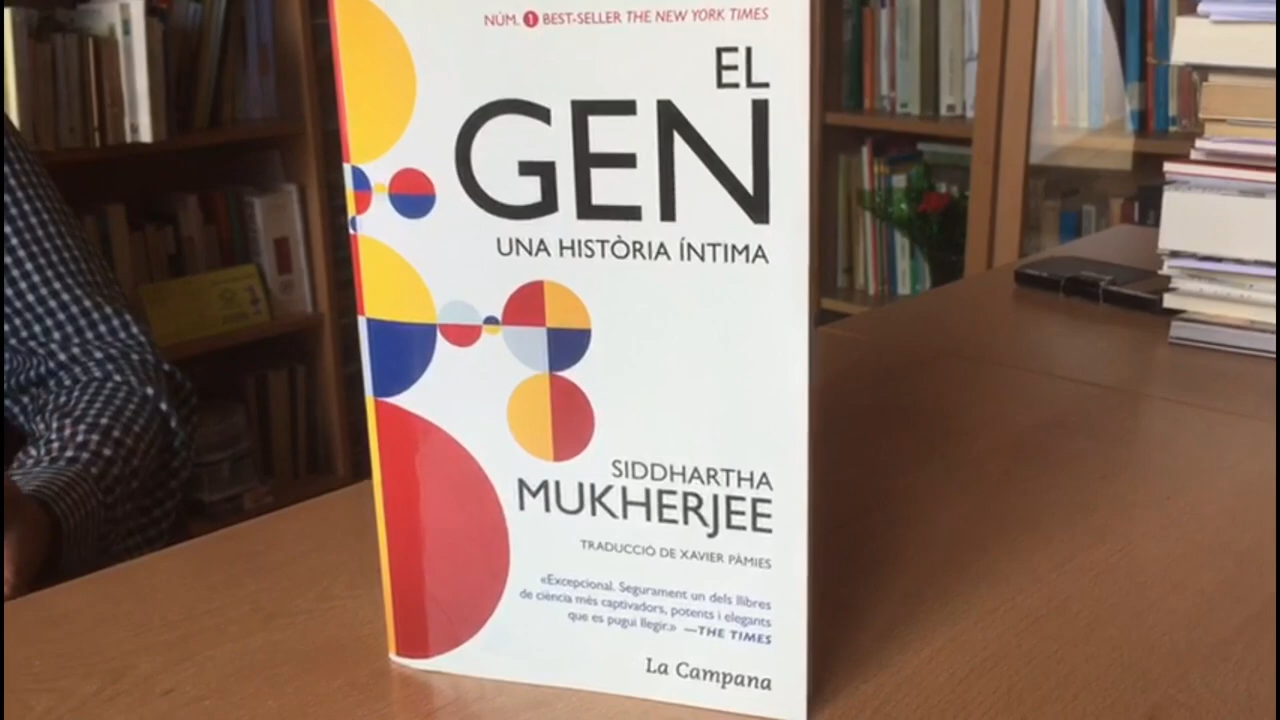 NÚM. 1 BEST-SELLER THE NEW YORK TIMES
EL
GEN
UNA HISTÒRIA ÍNTIMA
SIDDHARTHA
MUKHERJEE
TRADUCCIÓ DE XAVIER PÀMIES
«Excepcional. Segurament un dels llibres
de ciència més captivadors, potents i elegants
que es pugui llegir.» —THE TIMES
La Campana